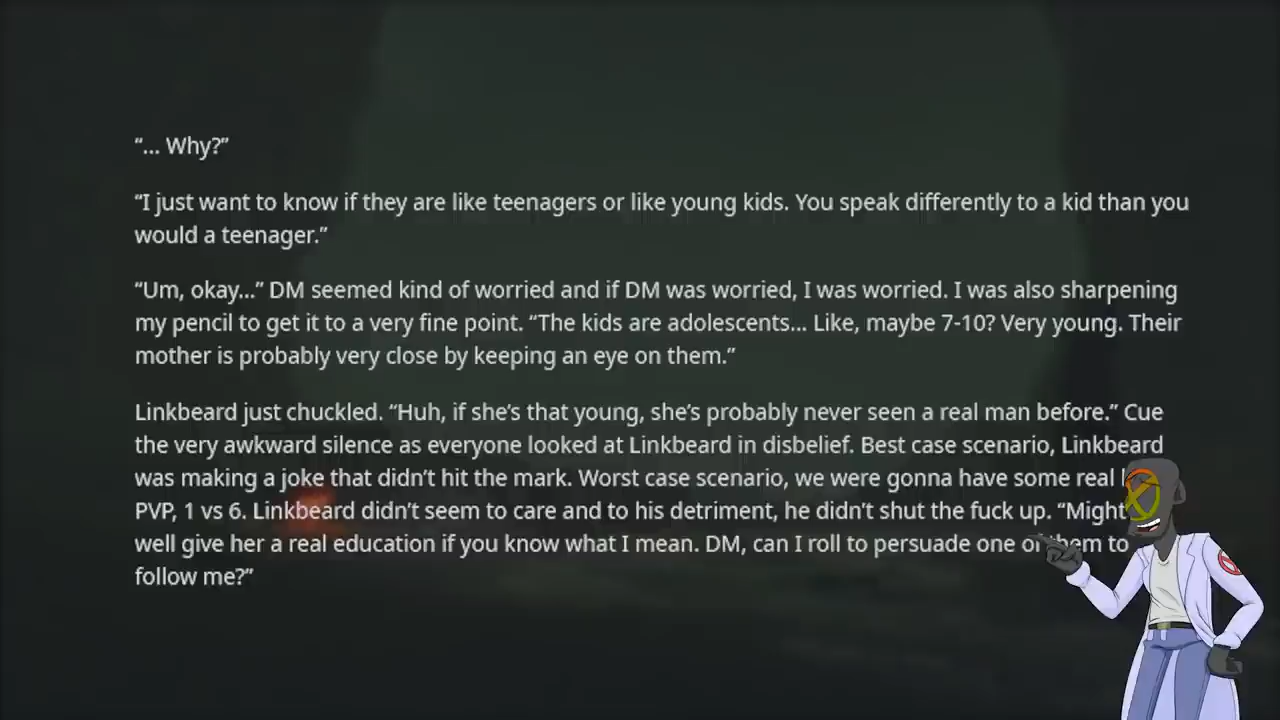 “... Why?”
“I just want to know if they are like teenagers or like young kids. You speak differently to a kid than you
would a teenager.”
“Um, okay...” DM seemed kind of worried and if DM was worried, I was worried. I was also sharpening
my pencil to get it to a very fine point. “The kids are adolescents... Like, maybe 7-10? Very young. Their
mother is probably very close by keeping an eye on them.”
Linkbeard just chuckled. “Huh, if she’s that young, she’s probably never seen a real man before.” Cue
the very awkward silence as everyone looked at Linkbeard in disbelief. Best case scenario, Linkbeard
was making a joke that didn’t hit the mark. Worst case scenario, we were gonna have some real
PVP, 1 vs 6. Linkbeard didn’t seem to care and to his detriment, he didn’t shut the fuck up. “Might
well give her a real education if you know what I mean. DM, can I roll to persuade one of them to
follow me?”